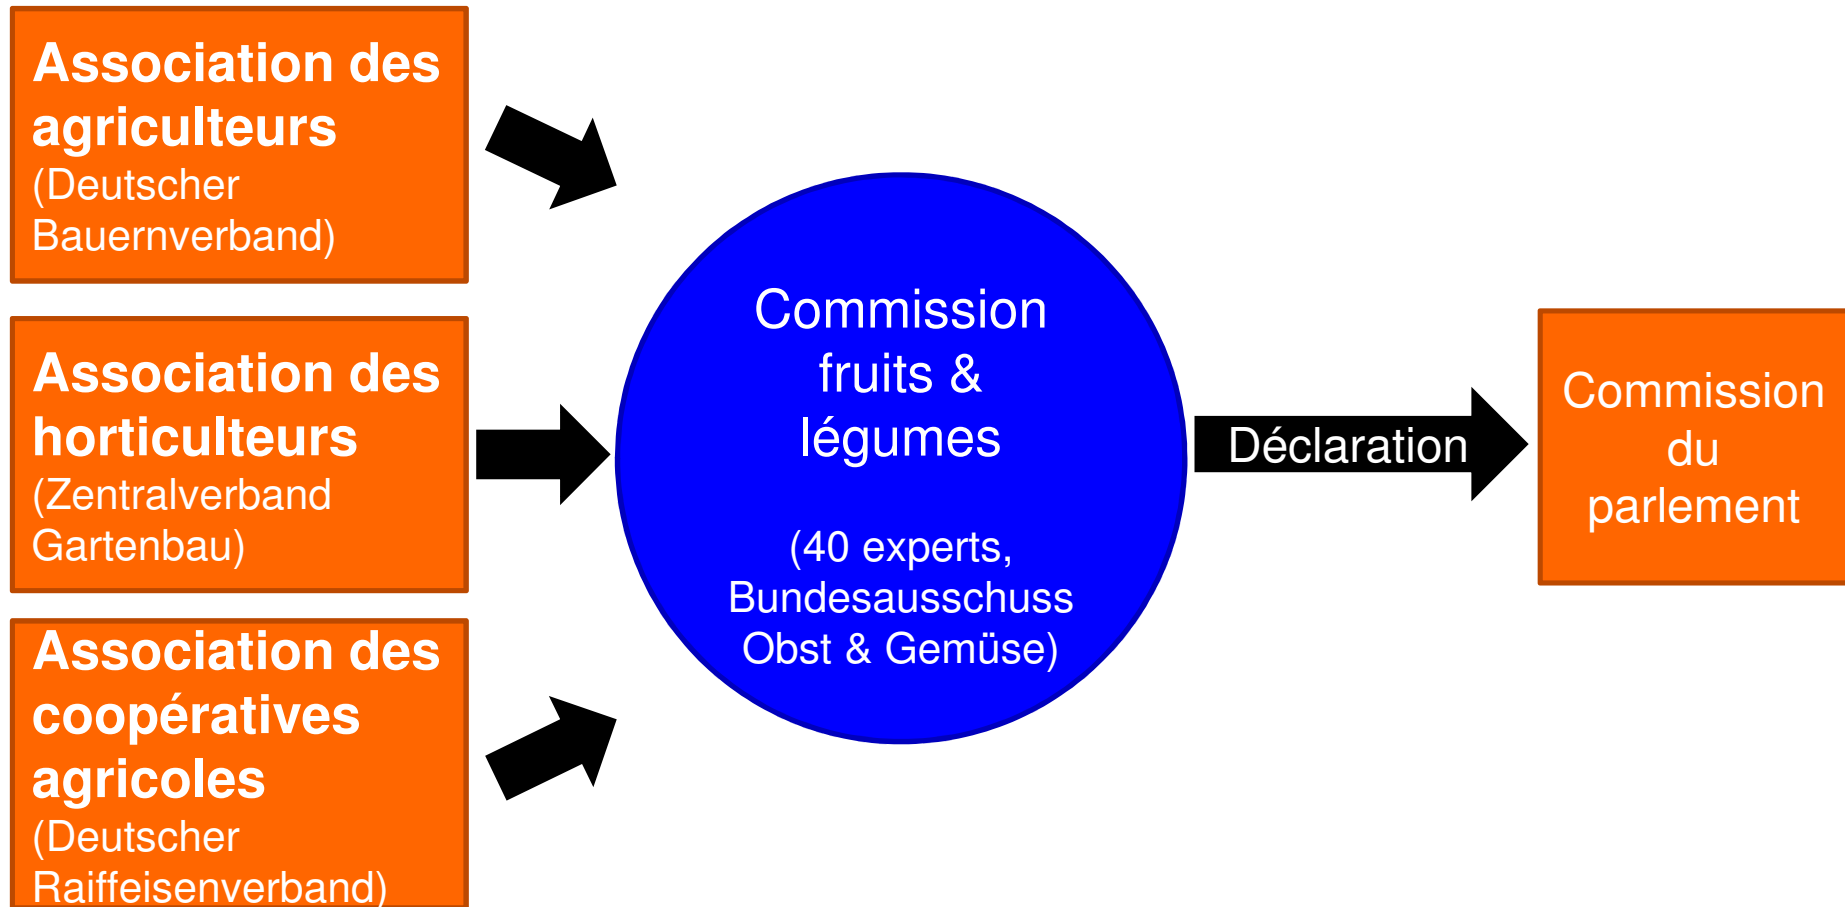 Association des
agriculteurs
(Deutscher
Bauernverband)
Association des
horticulteurs
(Zentralverband
Gartenbau)
Association des
coopératives
agricoles
(Deutscher
Raiffeisenverband)
Commission
fruits &
légumes
(40 experts,
Bundesausschuss
Obst & Gemüse)
Déclaration
Commission
du
parlement